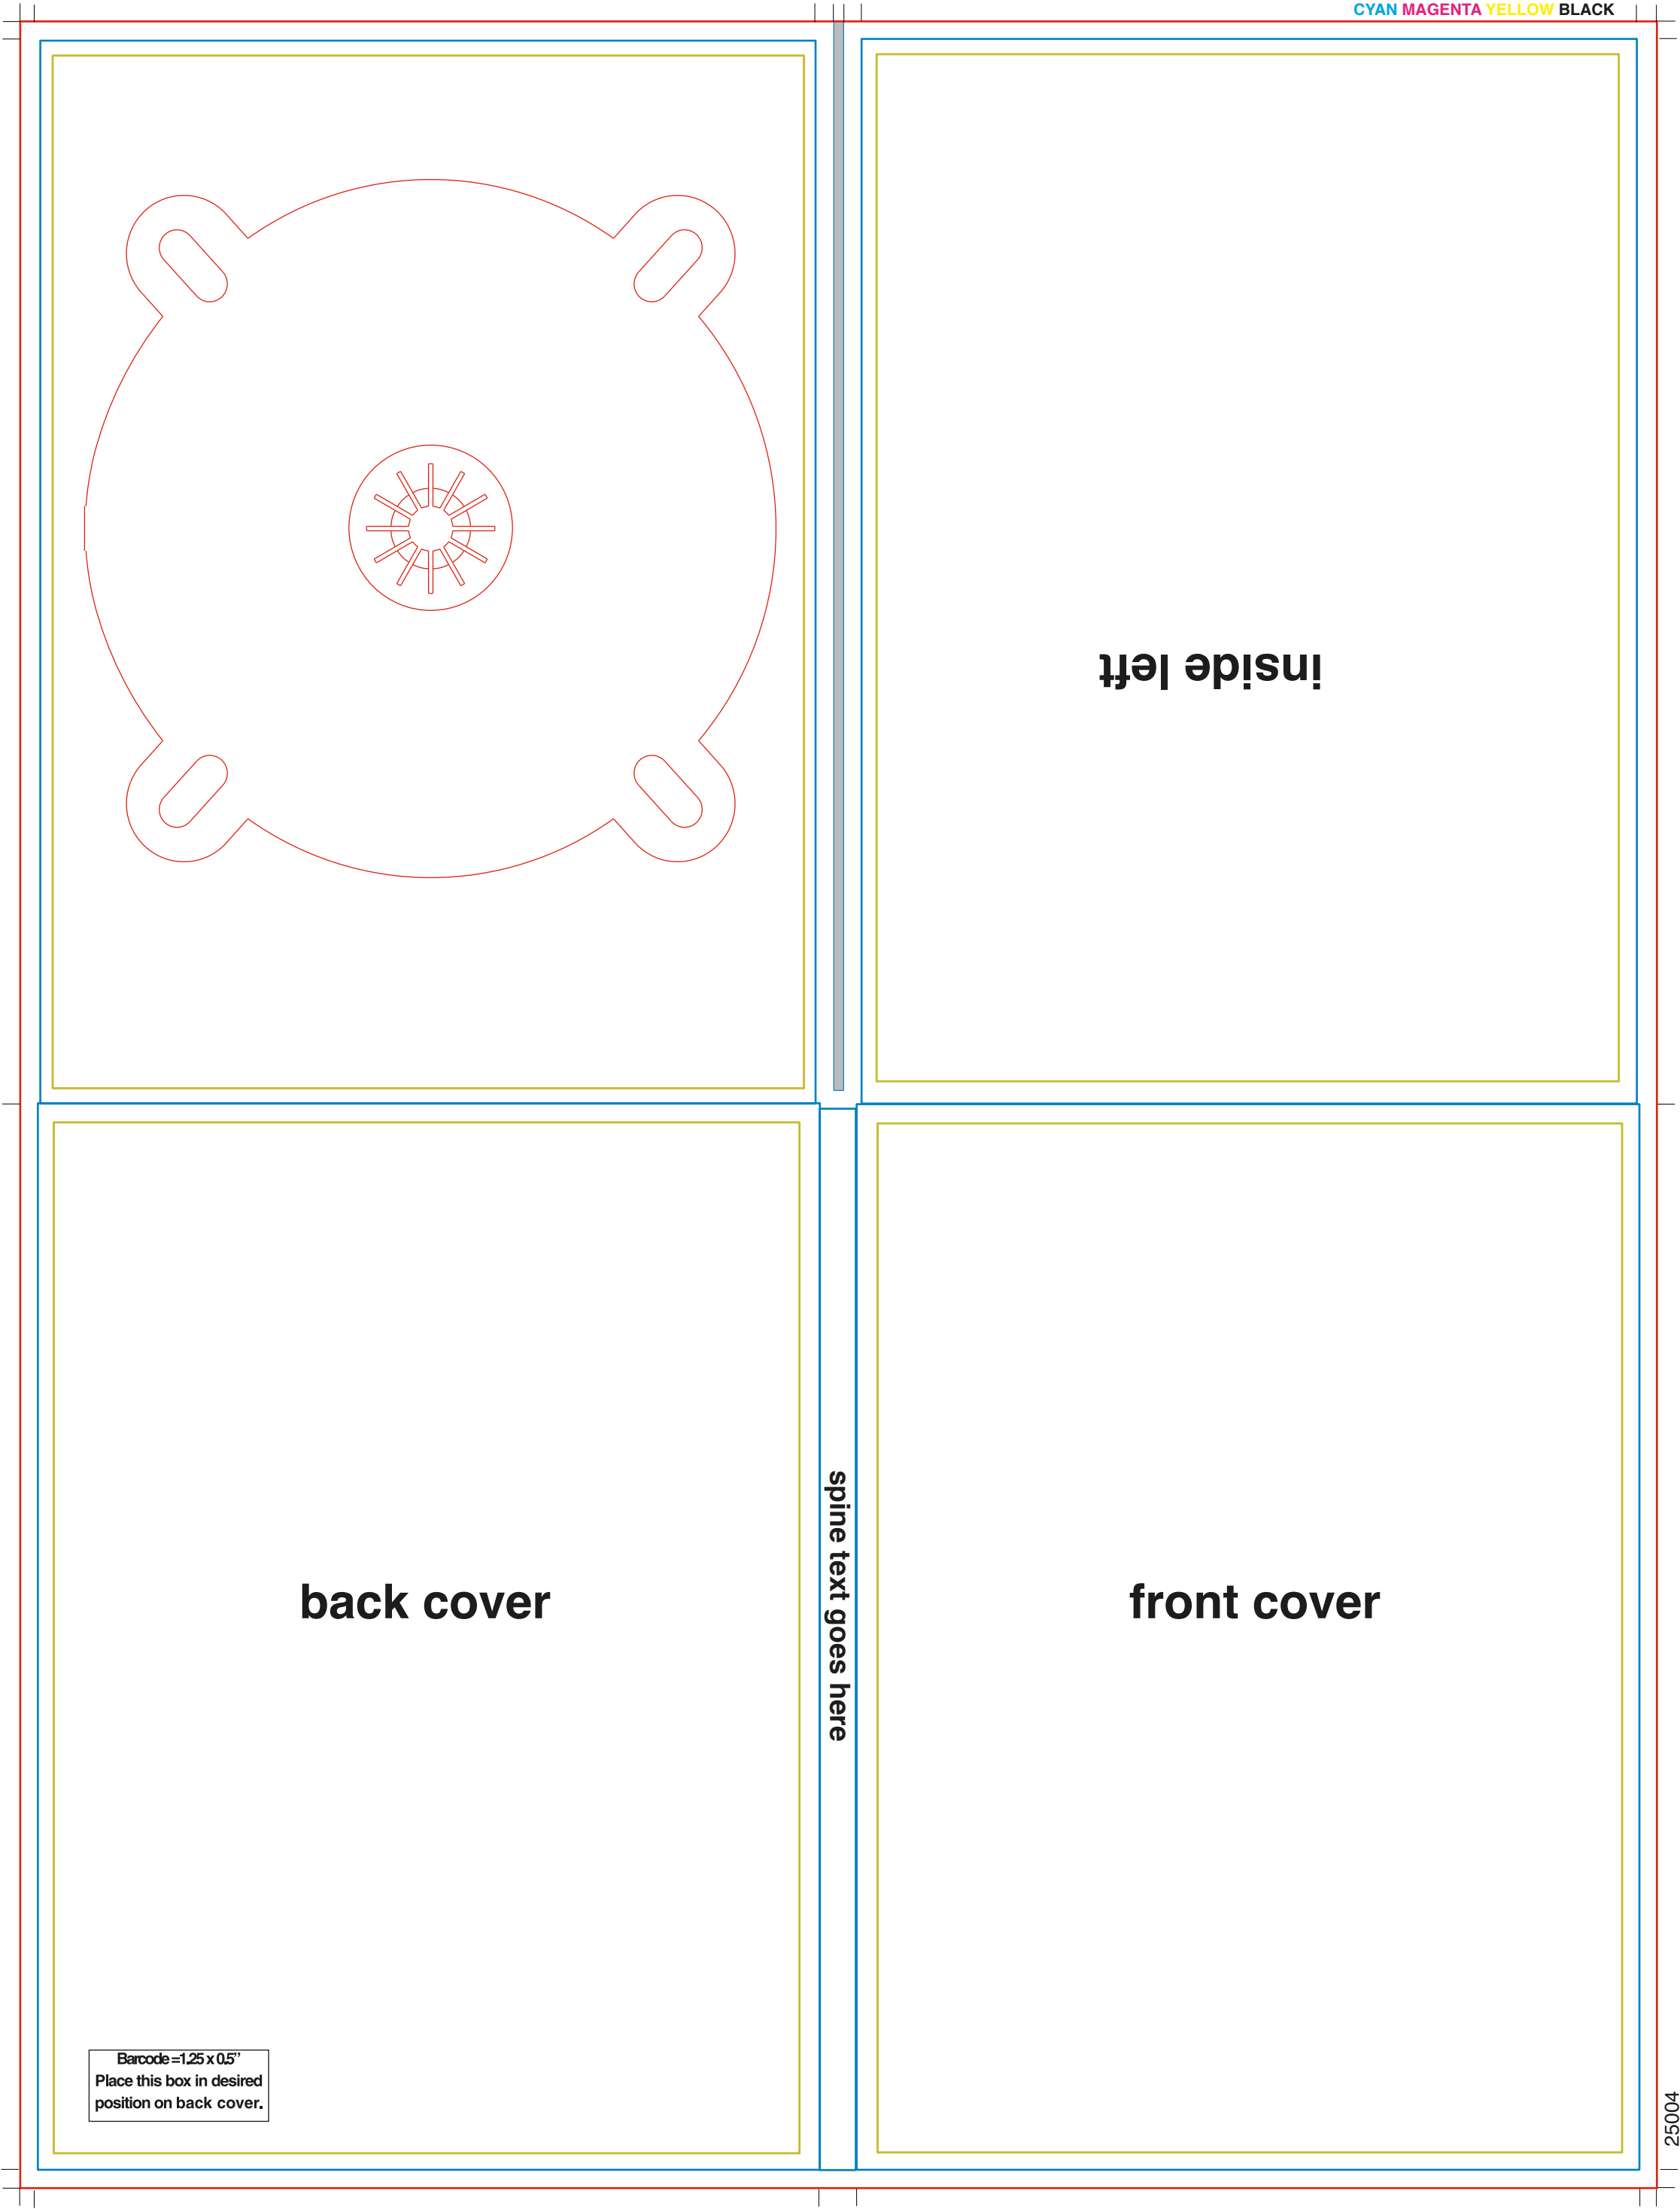 CYAN MAGENTA YELLOW BLACK
inside left
back cover
spine text goes here
front cover
Barcode =1.25 x 0.5”
Place this box in desired
position on back cover.
25004